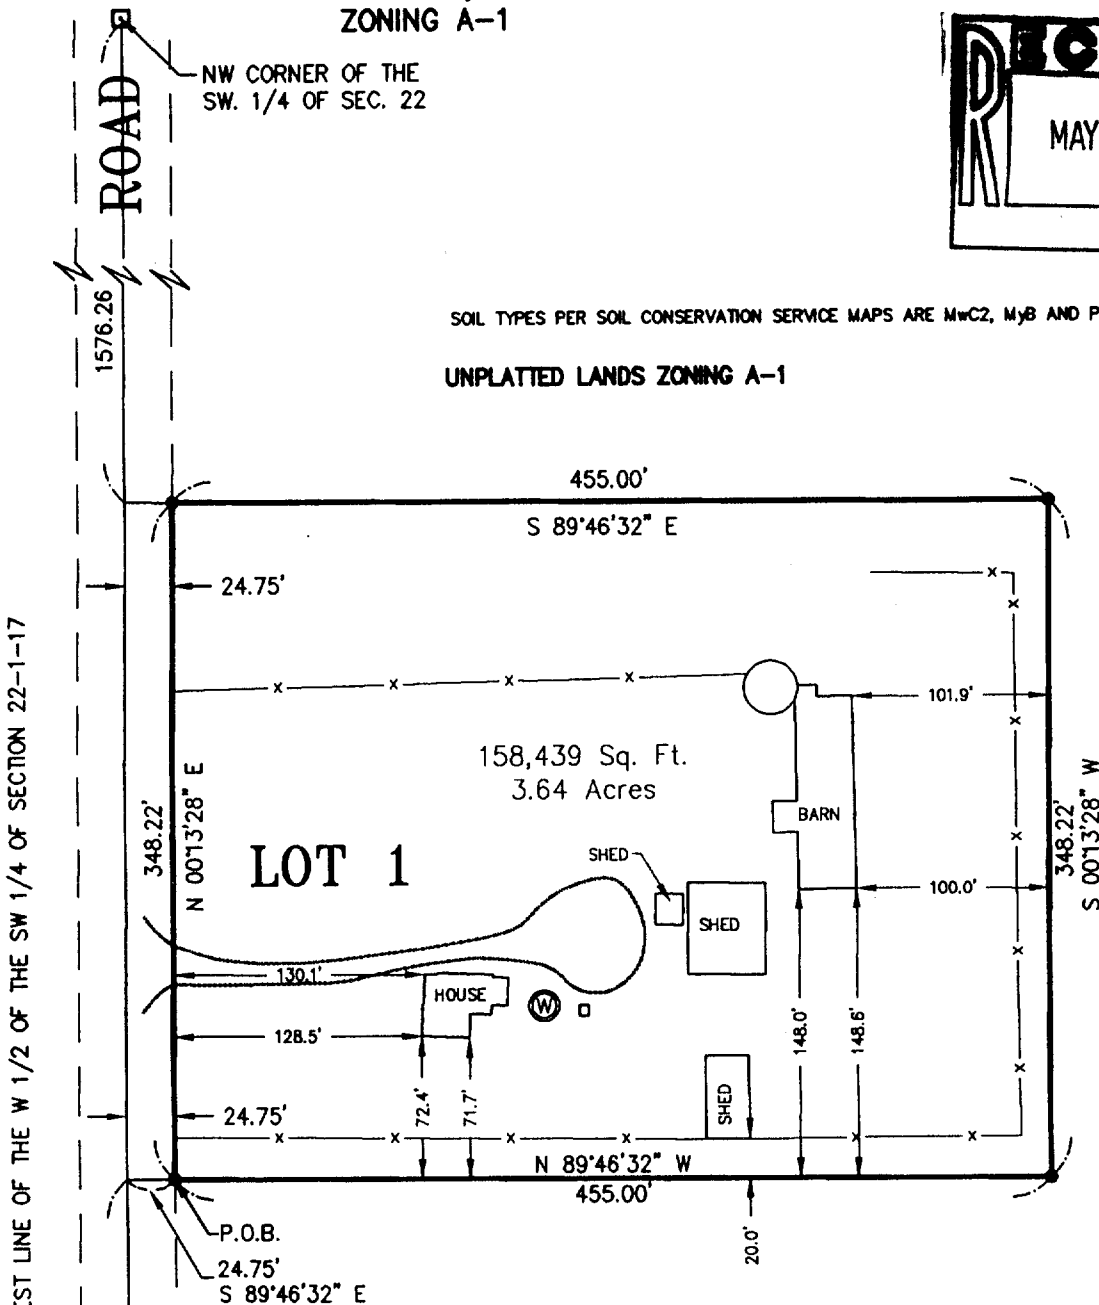 ZONING A-1
NW CORNER OF THE
SW. 1/4 OF SEC. 22
ROAD
MAY
1576.26
SOIL TYPES PER SOIL CONSERVATION SERVICE MAPS ARE MwC2, MyB AND P
UNPLATTED LANDS ZONING A-1
455.00'
S 89°46'32" E
24.75'
101.9'
158,439 Sq. Ft.
3.64 Acres
BARN
348.22'
N 00°13'28" E
LOT 1
SHED
SHED
100.0'
348.22'
S 00°13'28" W
130.1'
HOUSE
W
128.5'
148.0'
148.6'
72.4'
71.7'
SHED
24.75'
N 89°46'32" W
455.00'
20.0'
P.O.B.
24.75'
S 89°46'32" E
EST LINE OF THE W 1/2 OF THE SW 1/4 OF SECTION 22-1-17